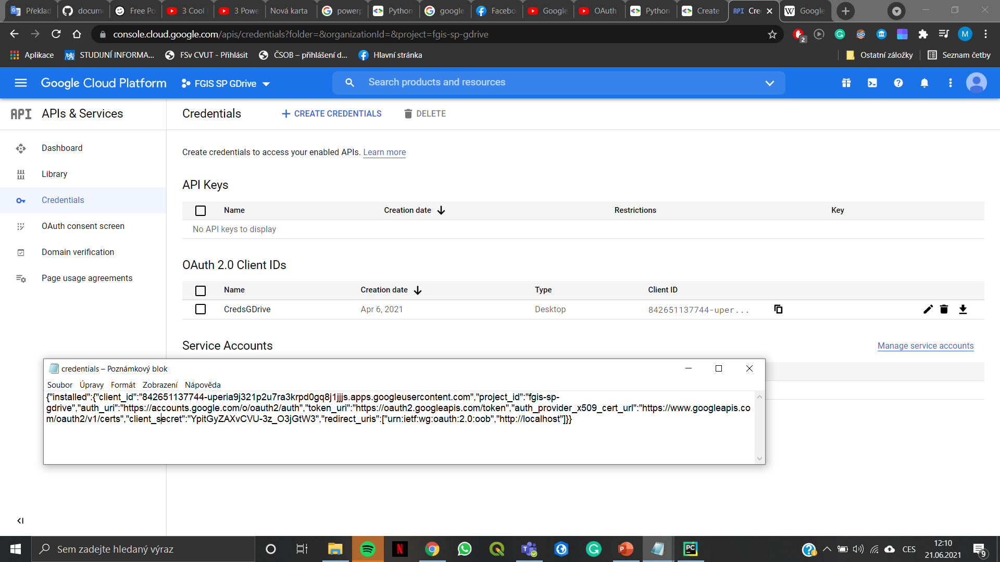 Překlad
docume
Free Po
3 Cool
3 Powe
Nová karta
powerp
Python
google
Facebo
Google
OAuth
Python
Create
API Cre
Google
console.cloud.google.com/apis/credentials?folder=&organizationId=&project=fgis-sp-gdrive
2
M
Aplikace
STUDIJNÍ INFORMA...
FSv CVUT - Přihlásit
ČSOB – přihlášení d...
Hlavní stránka
Ostatní záložky
Seznam četby
Google Cloud Platform
FGIS SP GDrive
Search products and resources
API APIs & Services
Credentials
CREATE CREDENTIALS
DELETE
Dashboard
Library
Credentials
OAuth consent screen
Domain verification
Page usage agreements
Create credentials to access your enabled APIs. Learn more
API Keys
Name Creation date Restrictions Key
No API keys to display
OAuth 2.0 Client IDs
Name Creation date Type Client ID
CredsGDrive Apr 6, 2021 Desktop 842651137744-uper...
Service Accounts
Manage service accounts
credentials – Poznámkový blok
Soubor Úpravy Formát Zobrazení Nápověda
{"installed":{"client_id":"842651137744-uperia9j321p2u7ra3krpd0gq8j1jjjs.apps.googleusercontent.com","project_id":"fgis-sp-
gdrive","auth_uri":"https://accounts.google.com/o/oauth2/auth","token_uri":"https://oauth2.googleapis.com/token","auth_provider_x509_cert_url":"https://www.googleapis.co
m/oauth2/v1/certs","client_secret":"YpitGyZAXvCVU-3z_O3jGtW3","redirect_uris":["urn:ietf:wg:oauth:2.0:oob","http://localhost"]}}
Sem zadejte hledaný výraz
CES
12:10
21.06.2021
9